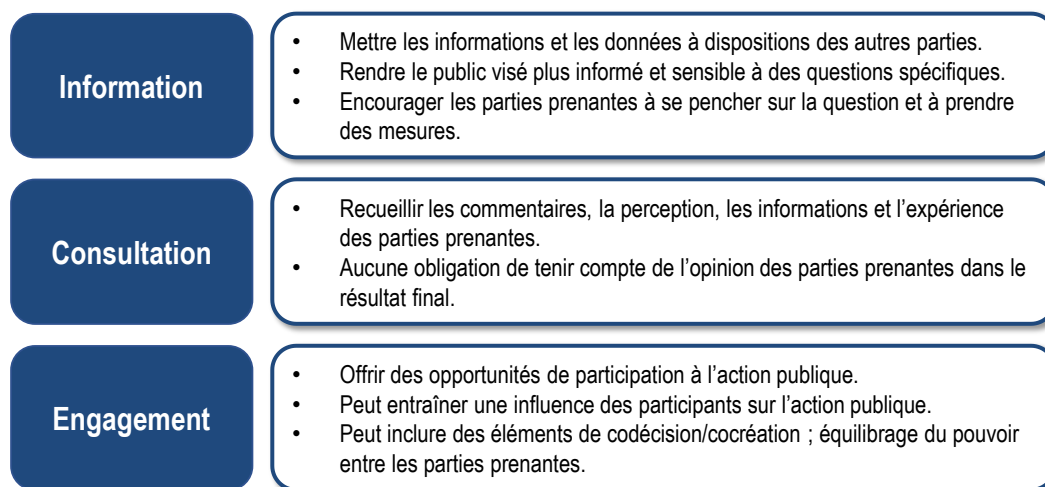 Information
• Mettre les informations et les données à dispositions des autres parties.
• Rendre le public visé plus informé et sensible à des questions spécifiques.
• Encourager les parties prenantes à se pencher sur la question et à prendre
des mesures.
Consultation
• Recueillir les commentaires, la perception, les informations et l’expérience
des parties prenantes.
• Aucune obligation de tenir compte de l’opinion des parties prenantes dans le
résultat final.
Engagement
• Offrir des opportunités de participation à l’action publique.
• Peut entraîner une influence des participants sur l’action publique.
• Peut inclure des éléments de codécision/cocréation ; équilibrage du pouvoir
entre les parties prenantes.